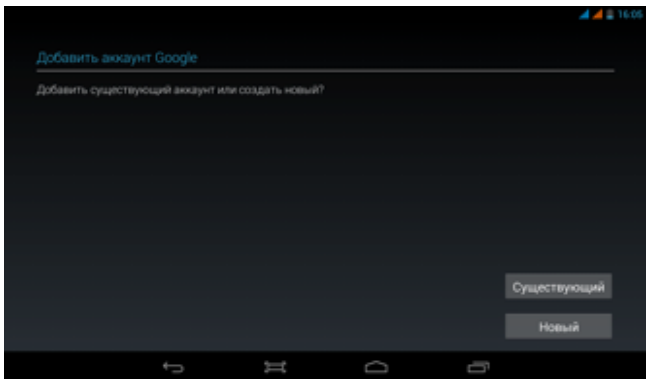 16:05
Добавить аккаунт Google
Добавить существующий аккаунт или создать новый?
Существующий
Новый